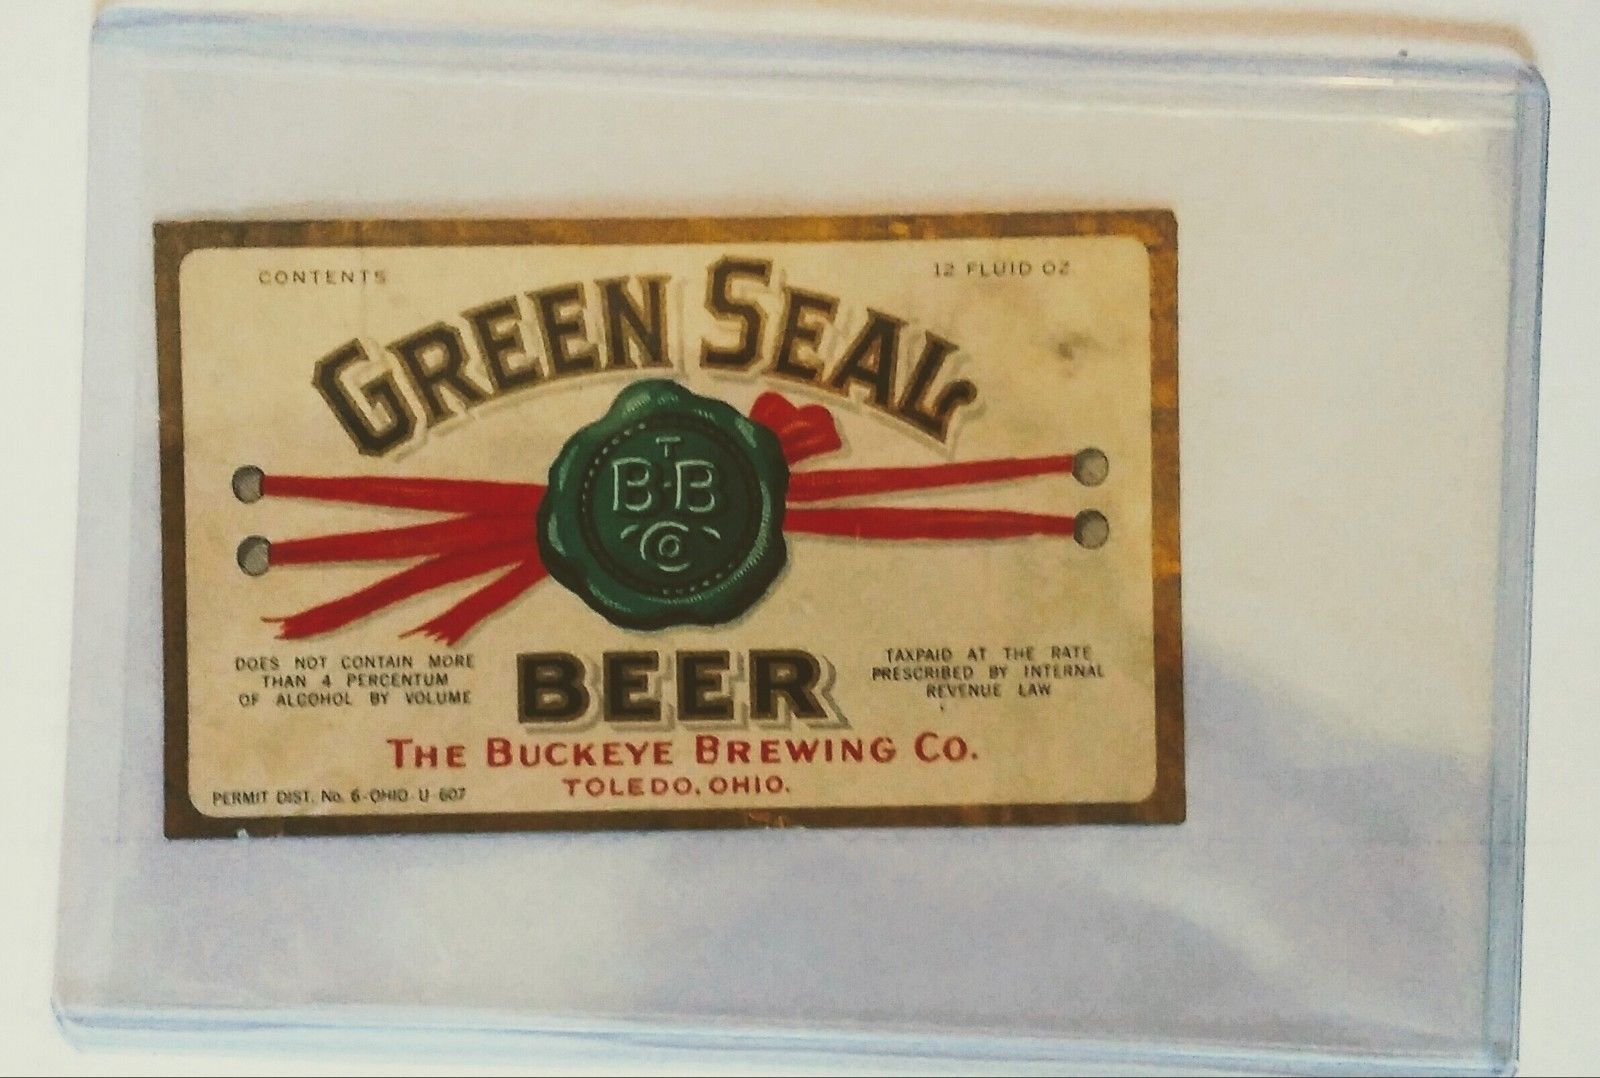 CONTENTS
12 FLUID OZ
GREEN SEAL
T
B·B
CO
DOES NOT CONTAIN MORE
THAN 4 PERCENTUM
OF ALCOHOL BY VOLUME
BEER
TAXPAID AT THE RATE
PRESCRIBED BY INTERNAL
REVENUE LAW
THE BUCKEYE BREWING CO.
TOLEDO, OHIO.
PERMIT DIST. No. 6-OHIO-U-607